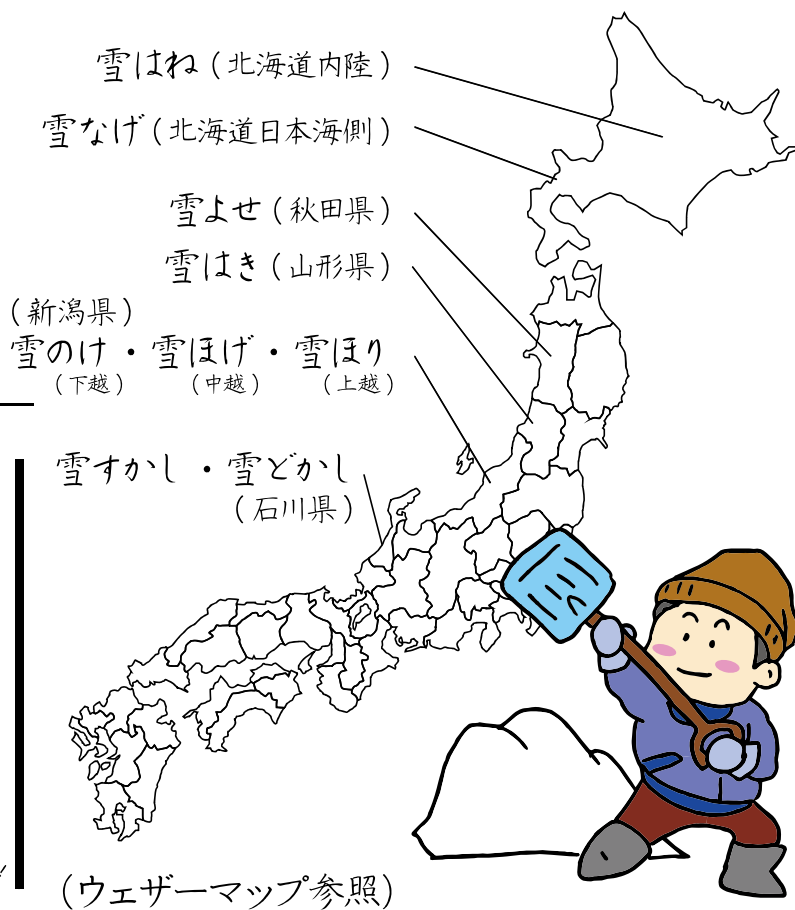 雪はね(北海道内陸)
雪なげ(北海道日本海側)
雪よせ(秋田県)
雪はき(山形県)
(新潟県)
雪のけ・雪ほげ・雪ほり
(下越) (中越) (上越)
雪すかし・雪どかし
(石川県)
(ウェザーマップ参照)